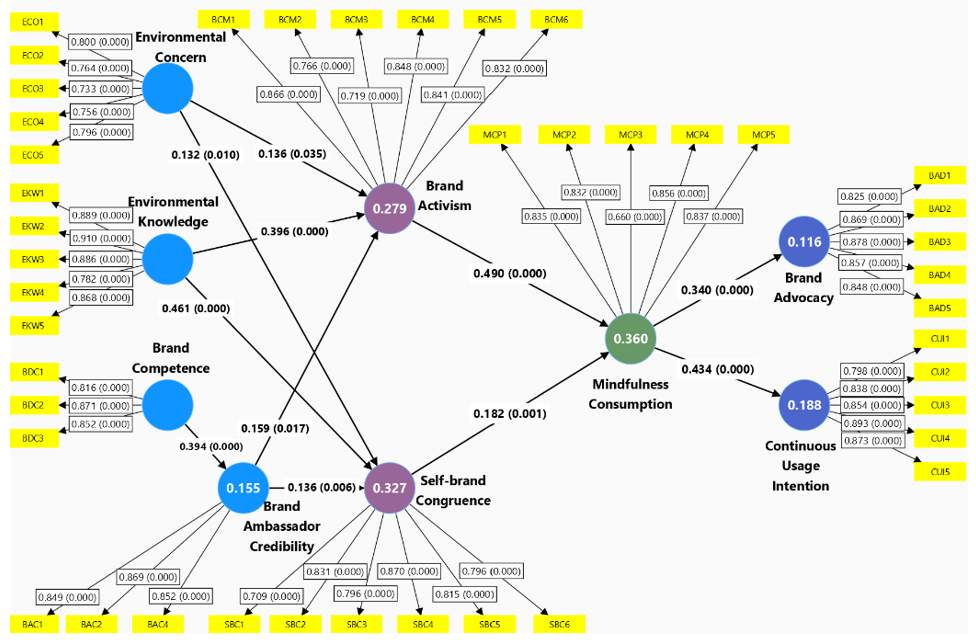 ECO1
ECO2
ECO3
ECO4
ECO5
0.800 (0.000)
0.764 (0.000)
0.733 (0.000)
0.756 (0.000)
0.796 (0.000)
Environmental
Concern
BCM1
BCM2
BCM3
BCM4
BCM5
BCM6
0.866 (0.000)
0.766 (0.000)
0.719 (0.000)
0.848 (0.000)
0.841 (0.000)
0.832 (0.000)
0.132 (0.010)
0.136 (0.035)
Brand
Activism
0.279
EKW1
EKW2
EKW3
EKW4
EKW5
0.889 (0.000)
0.910 (0.000)
0.886 (0.000)
0.782 (0.000)
0.868 (0.000)
Environmental
Knowledge
0.396 (0.000)
0.461 (0.000)
MCP1
MCP2
MCP3
MCP4
MCP5
0.835 (0.000)
0.832 (0.000)
0.660 (0.000)
0.856 (0.000)
0.837 (0.000)
0.490 (0.000)
0.360
Mindfulness
Consumption
0.340 (0.000)
0.434 (0.000)
0.116
Brand
Advocacy
0.825 (0.000)
0.869 (0.000)
0.878 (0.000)
0.857 (0.000)
0.848 (0.000)
BAD1
BAD2
BAD3
BAD4
BAD5
0.188
Continuous
Usage
Intention
0.798 (0.000)
0.838 (0.000)
0.854 (0.000)
0.893 (0.000)
0.873 (0.000)
CUI1
CUI2
CUI3
CUI4
CUI5
BDC1
BDC2
BDC3
0.816 (0.000)
0.871 (0.000)
0.852 (0.000)
Brand
Competence
0.394 (0.000)
0.159 (0.017)
0.182 (0.001)
0.155
0.136 (0.006)
Brand
Ambassador
Credibility
0.327
Self-brand
Congruence
0.849 (0.000)
0.869 (0.000)
0.852 (0.000)
BAC1
BAC2
BAC4
0.709 (0.000)
0.831 (0.000)
0.796 (0.000)
0.870 (0.000)
0.815 (0.000)
0.796 (0.000)
SBC1
SBC2
SBC3
SBC4
SBC5
SBC6